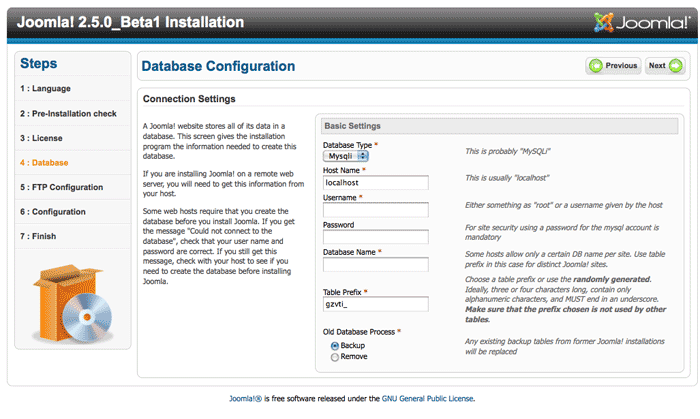 Joomla! 2.5.0_Beta1 Installation
Joomla!®
Steps
1 : Language
2 : Pre-Installation check
3 : License
4 : Database
5 : FTP Configuration
6 : Configuration
7 : Finish
Database Configuration
Previous
Next
Connection Settings
A Joomla! website stores all of its data in a
database. This screen gives the installation
program the information needed to create this
database.
If you are installing Joomla! on a remote web
server, you will need to get this information from
your host.
Some web hosts require that you create the
database before you install Joomla. If you get
the message "Could not connect to the
database", check that your user name and
password are correct. If you still get this
message, check with your host to see if you
need to create the database before installing
Joomla.
Basic Settings
Database Type *
Mysqli
This is probably "MySQLi"
Host Name *
localhost
This is usually "localhost"
Username *
Either something as "root" or a username given by the host
Password
For site security using a password for the mysql account is
mandatory
Database Name *
Some hosts allow only a certain DB name per site. Use table
prefix in this case for distinct Joomla! sites.
Table Prefix *
gzvti_
Choose a table prefix or use the randomly generated.
Ideally, three or four characters long, contain only
alphanumeric characters, and MUST end in an underscore.
Make sure that the prefix chosen is not used by other
tables.
Old Database Process *
Backup
Remove
Any existing backup tables from former Joomla! installations
will be replaced
Joomla!® is free software released under the GNU General Public License.